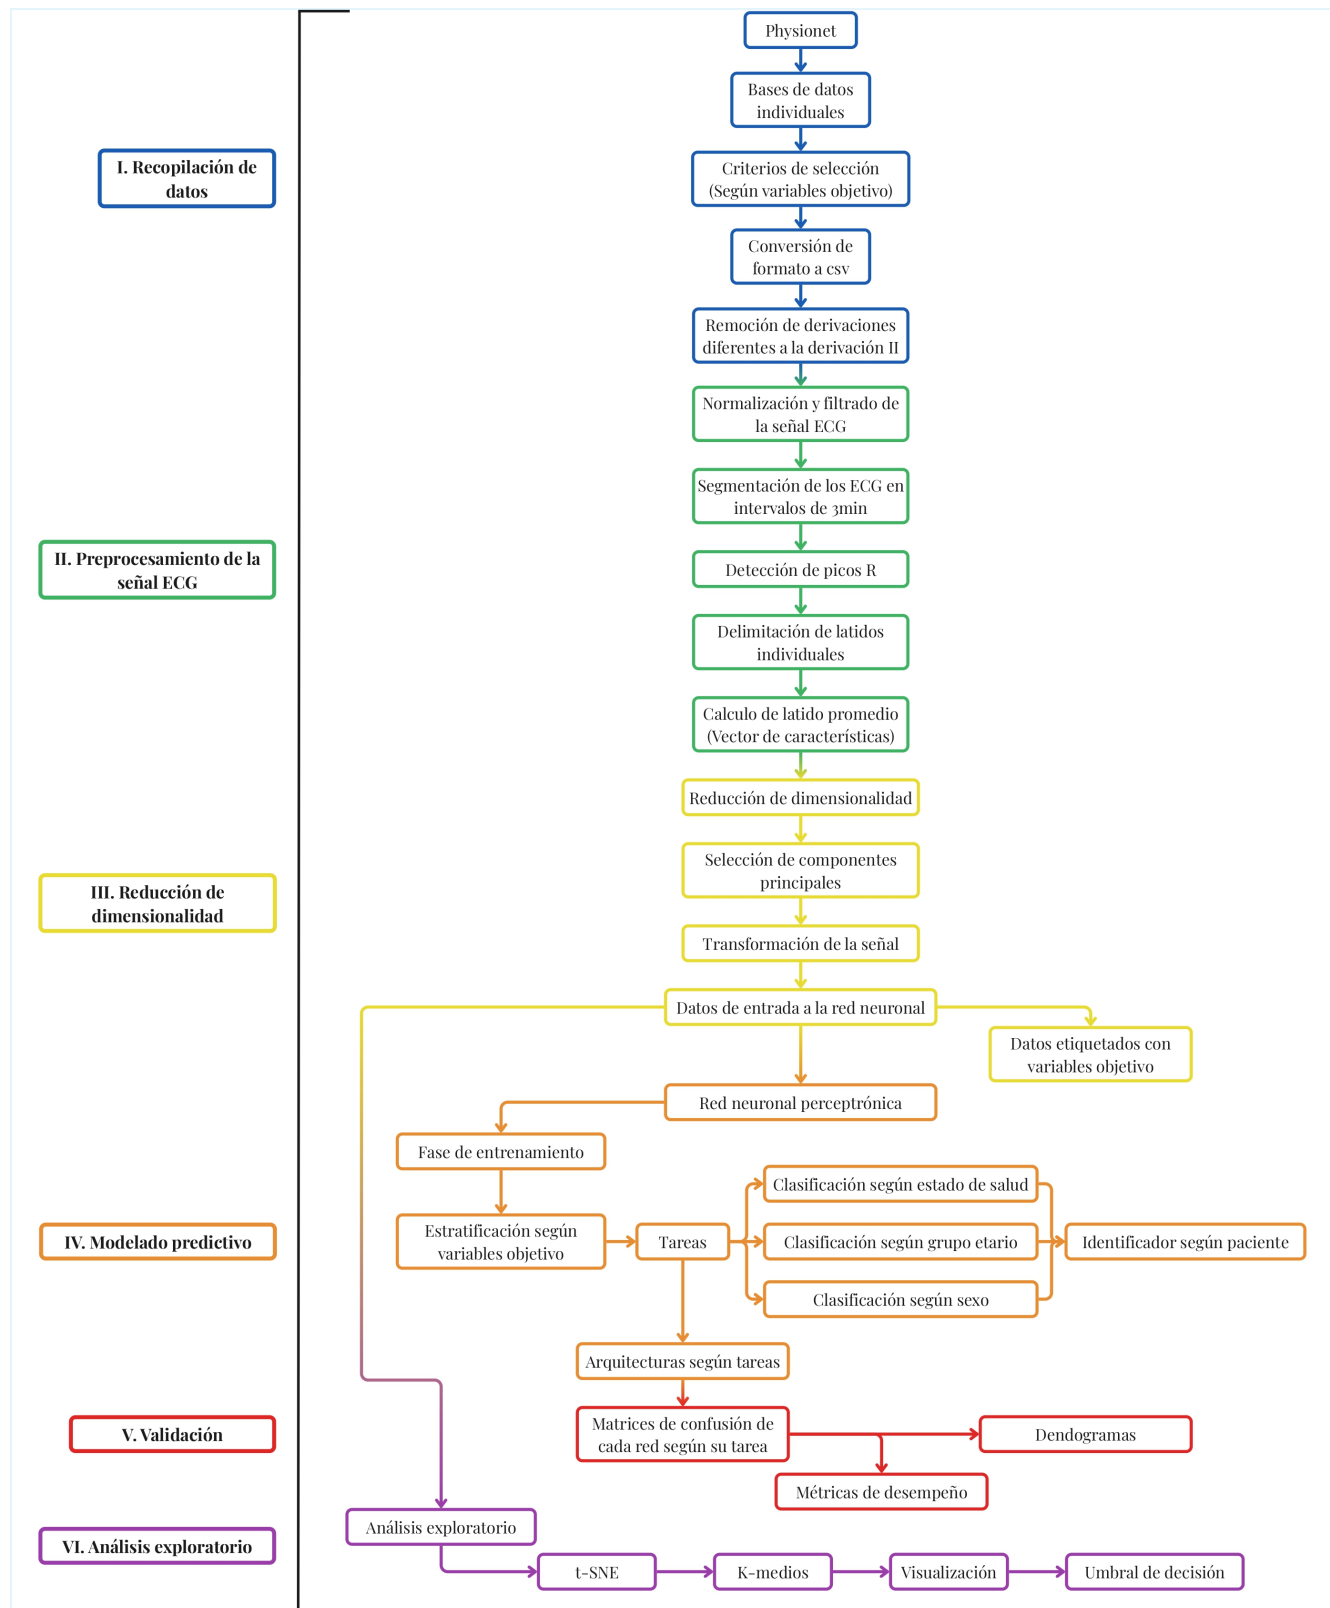 Physionet
Bases de datos
individuales
I. Recopilación de
datos
Criterios de selección
(Según variables objetivo)
Conversión de
formato a csv
Remoción de derivaciones
diferentes a la derivación II
Normalización y filtrado de
la señal ECG
Segmentación de los ECG en
intervalos de 3min
II. Preprocesamiento de la
señal ECG
Detección de picos R
Delimitación de latidos
individuales
Calculo de latido promedio
(Vector de características)
Reducción de dimensionalidad
III. Reducción de
dimensionalidad
Selección de componentes
principales
Transformación de la señal
Datos de entrada a la red neuronal
Datos etiquetados con
variables objetivo
Red neuronal perceptrónica
Fase de entrenamiento
IV. Modelado predictivo
Estratificación según
variables objetivo
Tareas
Clasificación según estado de salud
Clasificación según grupo etario
Clasificación según sexo
Identificador según paciente
Arquitecturas según tareas
V. Validación
Matrices de confusión de
cada red según su tarea
Dendogramas
Métricas de desempeño
VI. Análisis exploratorio
Análisis exploratorio
t-SNE
K-medios
Visualización
Umbral de decisión